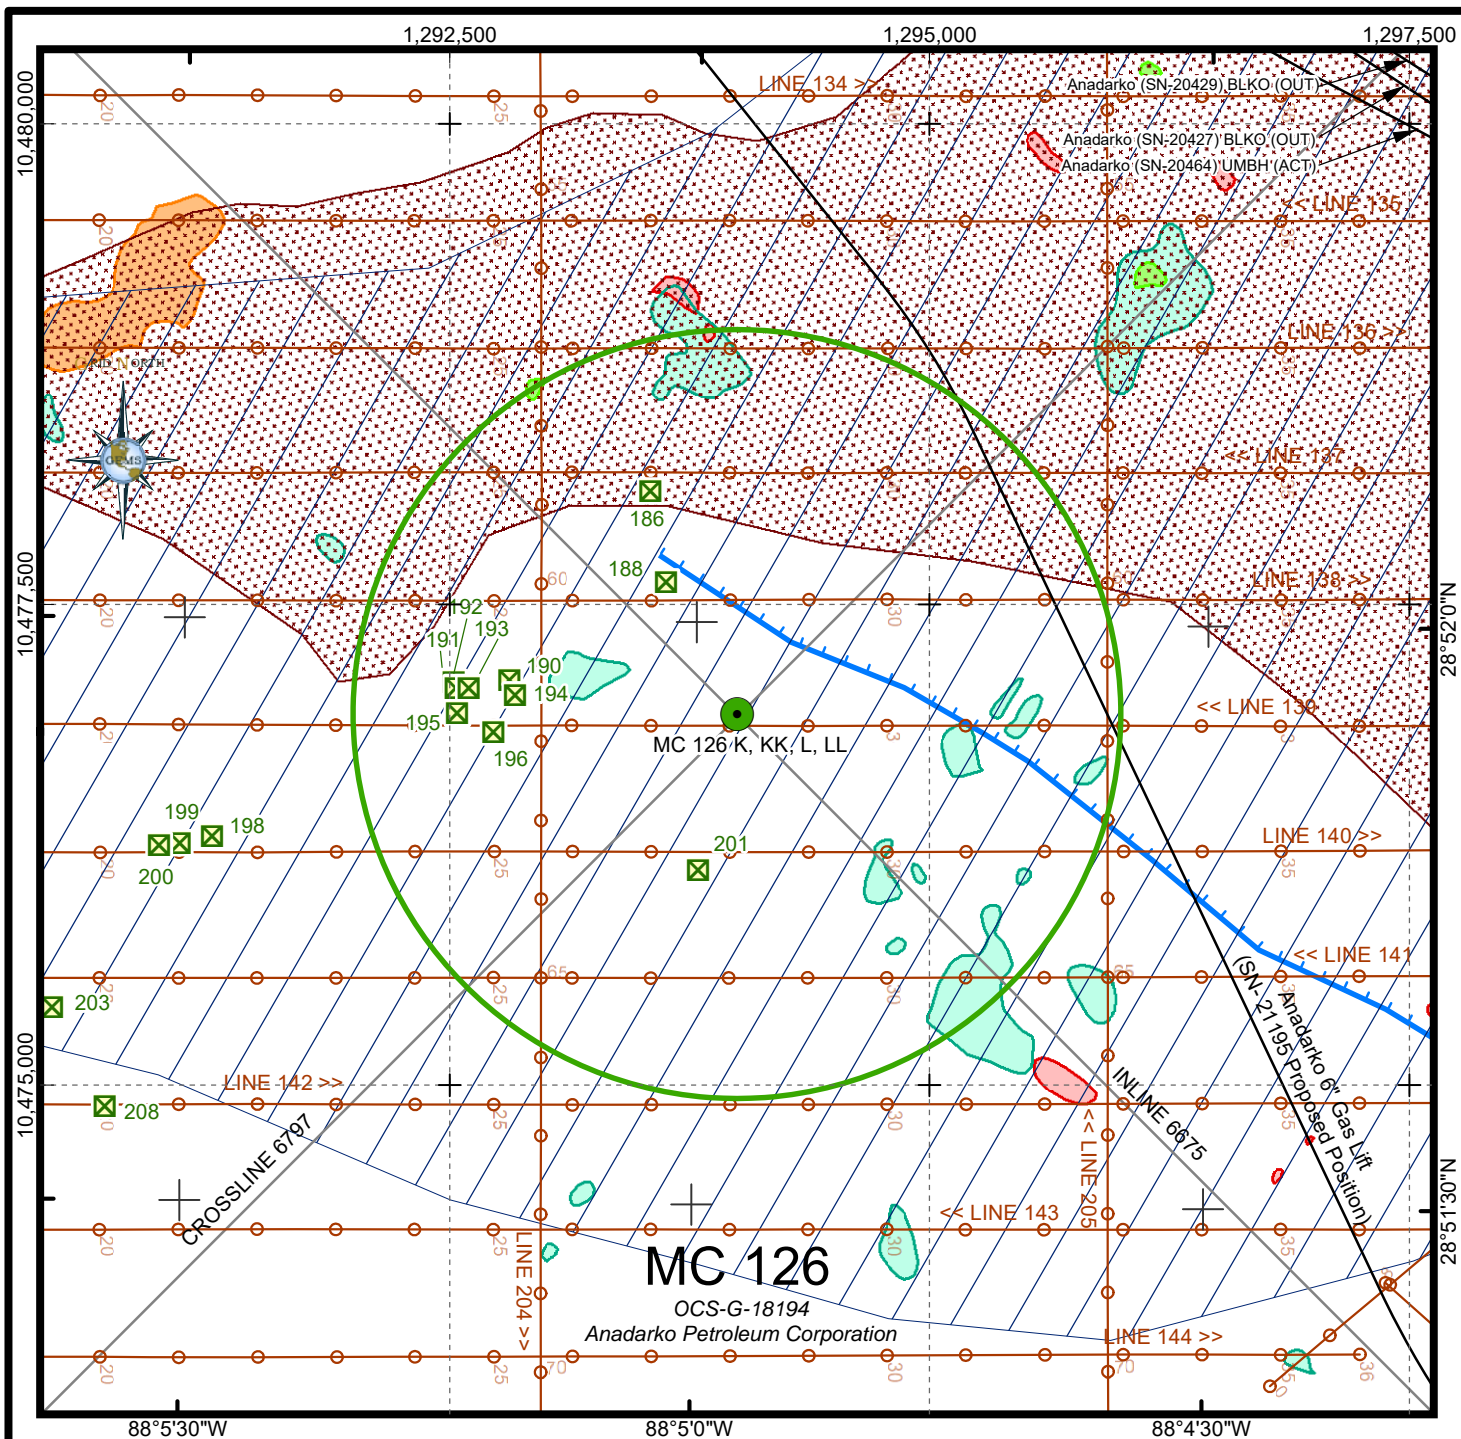 1,292,500
1,295,000
1,297,500
10,480,000
10,477,500
10,475,000
LINE 134 >>
Anadarko (SN-20429) BLKO (OUT)
Anadarko (SN-20427) BLKO (OUT)
Anadarko (SN-20464) UMBH (ACT)
<< LINE 135
LINE 136 >>
<< LINE 137
LINE 138 >>
<< LINE 139
LINE 140 >>
<< LINE 141
LINE 142 >>
<< LINE 143
LINE 144 >>
LINE 204 >>
<< LINE 205
GEMS
186
188
191
92
193
190
194
195
196
199
198
200
201
203
208
MC 126 K, KK, L, LL
CROSSLINE 6797
INLINE 6675
Anadarko 6" Gas Lift
(SN- 21195 Proposed Position)
MC 126
OCS-G-18194
Anadarko Petroleum Corporation
20
25
30
35
60
65
70
36
28°52'0"N
28°51'30"N
88°5'30"W
88°5'0"W
88°4'30"W